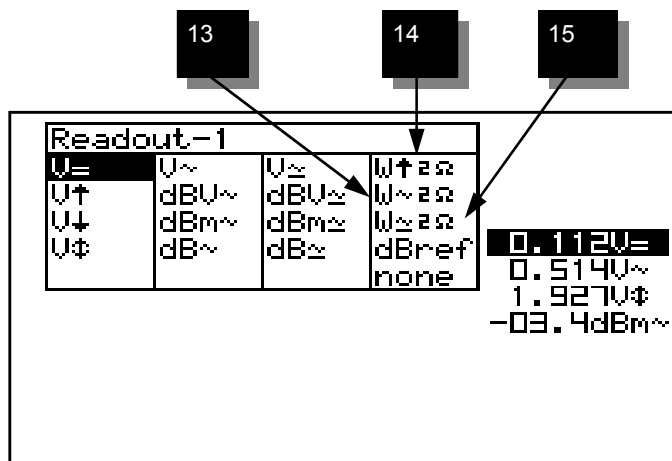 13 14 15
Readout-1
V= V~ V≃ W↑2Ω
V↑ dBV~ dBV≃ W~2Ω
V↓ dBm~ dBm≃ W≃2Ω
V↕ dB~ dB≃ dBref
none
0.112V=
0.514V~
1.927V↕
-03.4dBm~